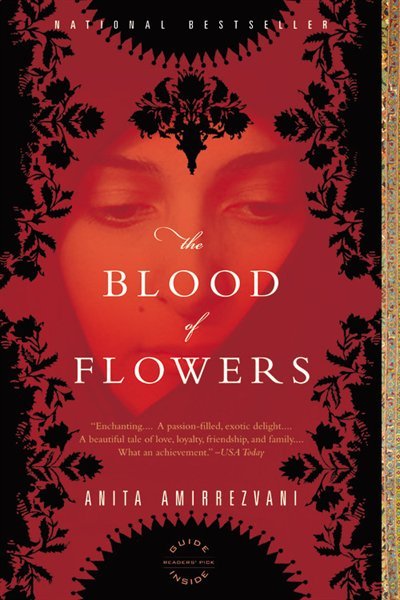 NATIONAL BESTSELLER
the
BLOOD
of
FLOWERS
“Enchanting.... A passion-filled, exotic delight....
A beautiful tale of love, loyalty, friendship, and family....
What an achievement.” –USA Today
ANITA AMIRREZVANI
GUIDE
READERS' PICK
INSIDE